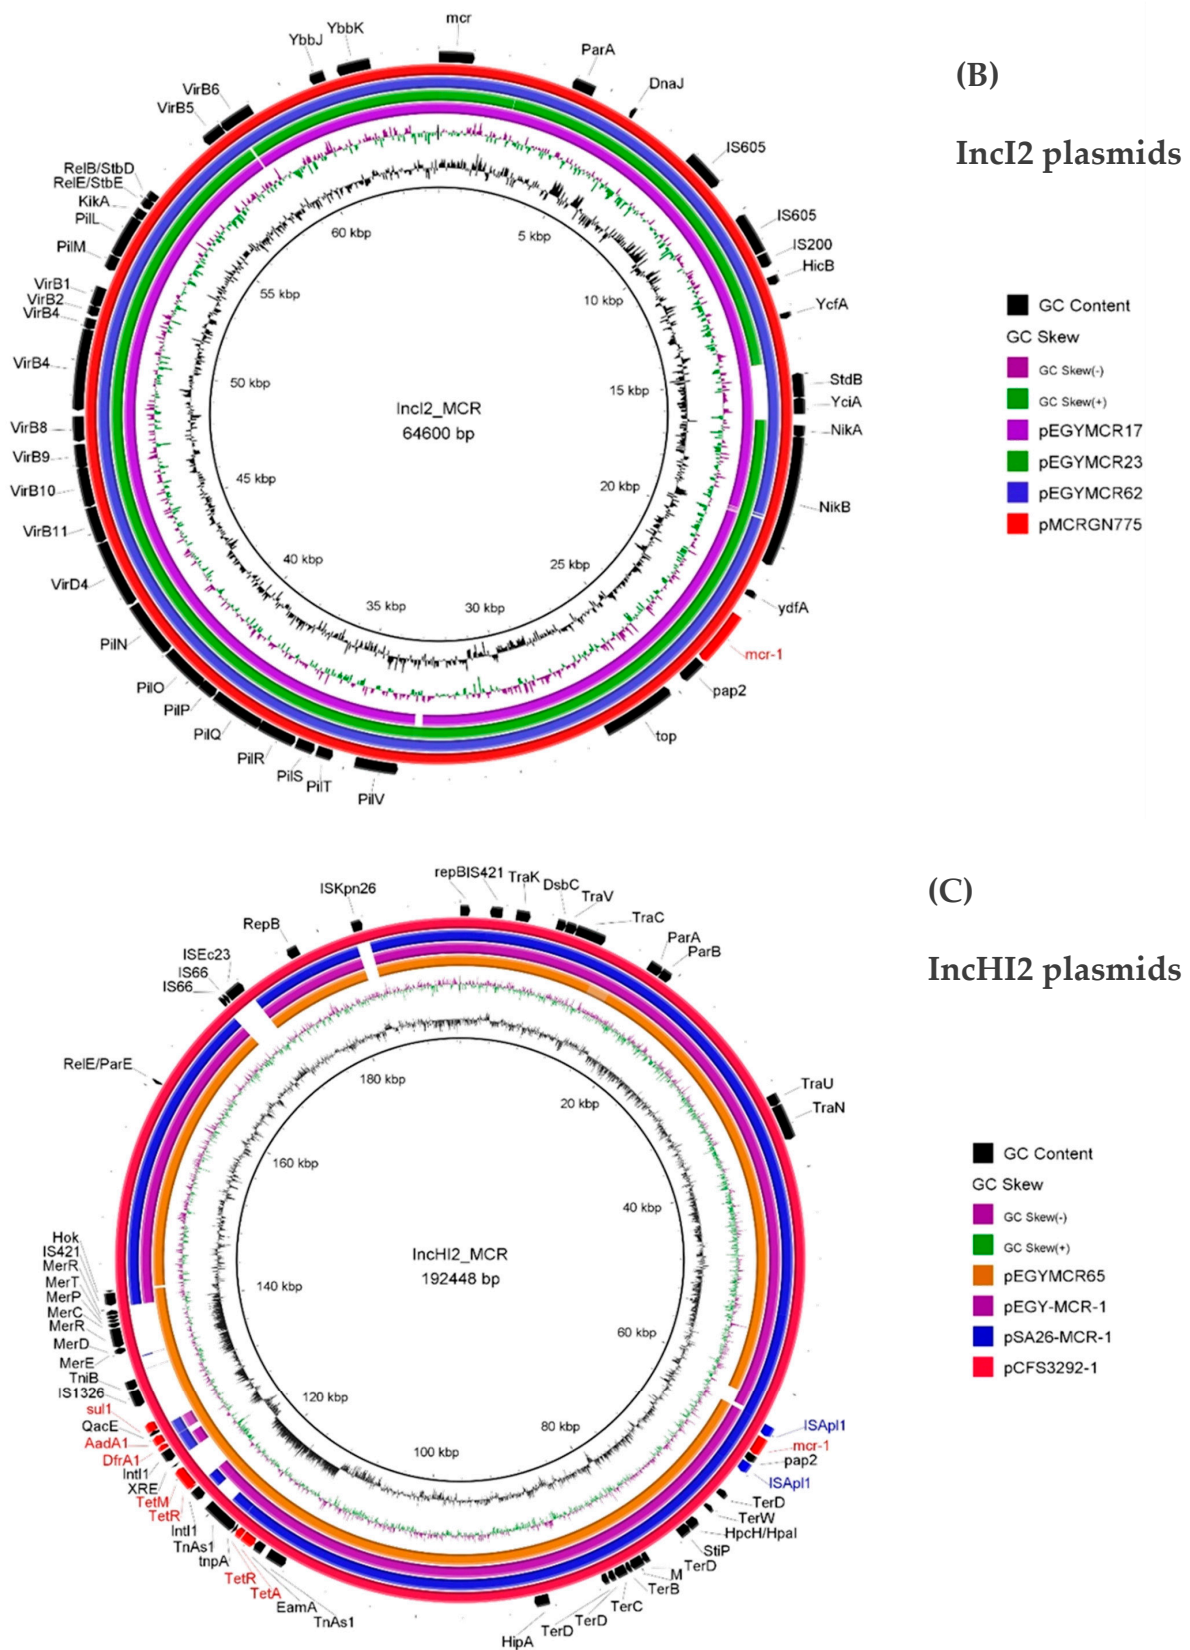 (B)
IncI2 plasmids
mcr
ParA
DnaJ
IS605
IS605
IS200
HicB
YcfA
StdB
YciA
NikA
NikB
ydfA
mcr-1
pap2
top
PilV
PilT
PilS
PilR
PilQ
PilP
PilO
PilN
VirD4
VirB11
VirB10
VirB9
VirB8
VirB4
VirB4
VirB2
VirB1
PilM
PilL
KikA
RelE/StbE
RelB/StbD
VirB5
VirB6
YbbJ
YbbK
5 kbp
10 kbp
15 kbp
20 kbp
25 kbp
30 kbp
35 kbp
40 kbp
45 kbp
50 kbp
55 kbp
60 kbp
IncI2_MCR
64600 bp
GC Content
GC Skew
GC Skew(-)
GC Skew(+)
pEGYMCR17
pEGYMCR23
pEGYMCR62
pMCRGN775
(C)
IncHI2 plasmids
repB
IS421
TraK
DsbC
TraV
TraC
ParA
ParB
TraU
TraN
ISApl1
mcr-1
pap2
ISApl1
TerD
TerW
HpcH/HpaI
StiP
TerD
M
TerB
TerC
TerD
TerD
HipA
TnAs1
EamA
TetA
TetR
tnpA
TnAs1
IntI1
TetR
TetM
XRE
IntI1
DfrA1
AadA1
QacE
sul1
IS1326
TniB
MerE
MerD
MerR
MerC
MerP
MerT
MerR
IS421
Hok
RelE/ParE
IS66
IS66
ISEc23
RepB
ISKpn26
20 kbp
40 kbp
60 kbp
80 kbp
100 kbp
120 kbp
140 kbp
160 kbp
180 kbp
IncHI2_MCR
192448 bp
GC Content
GC Skew
GC Skew(-)
GC Skew(+)
pEGYMCR65
pEGY-MCR-1
pSA26-MCR-1
pCFS3292-1